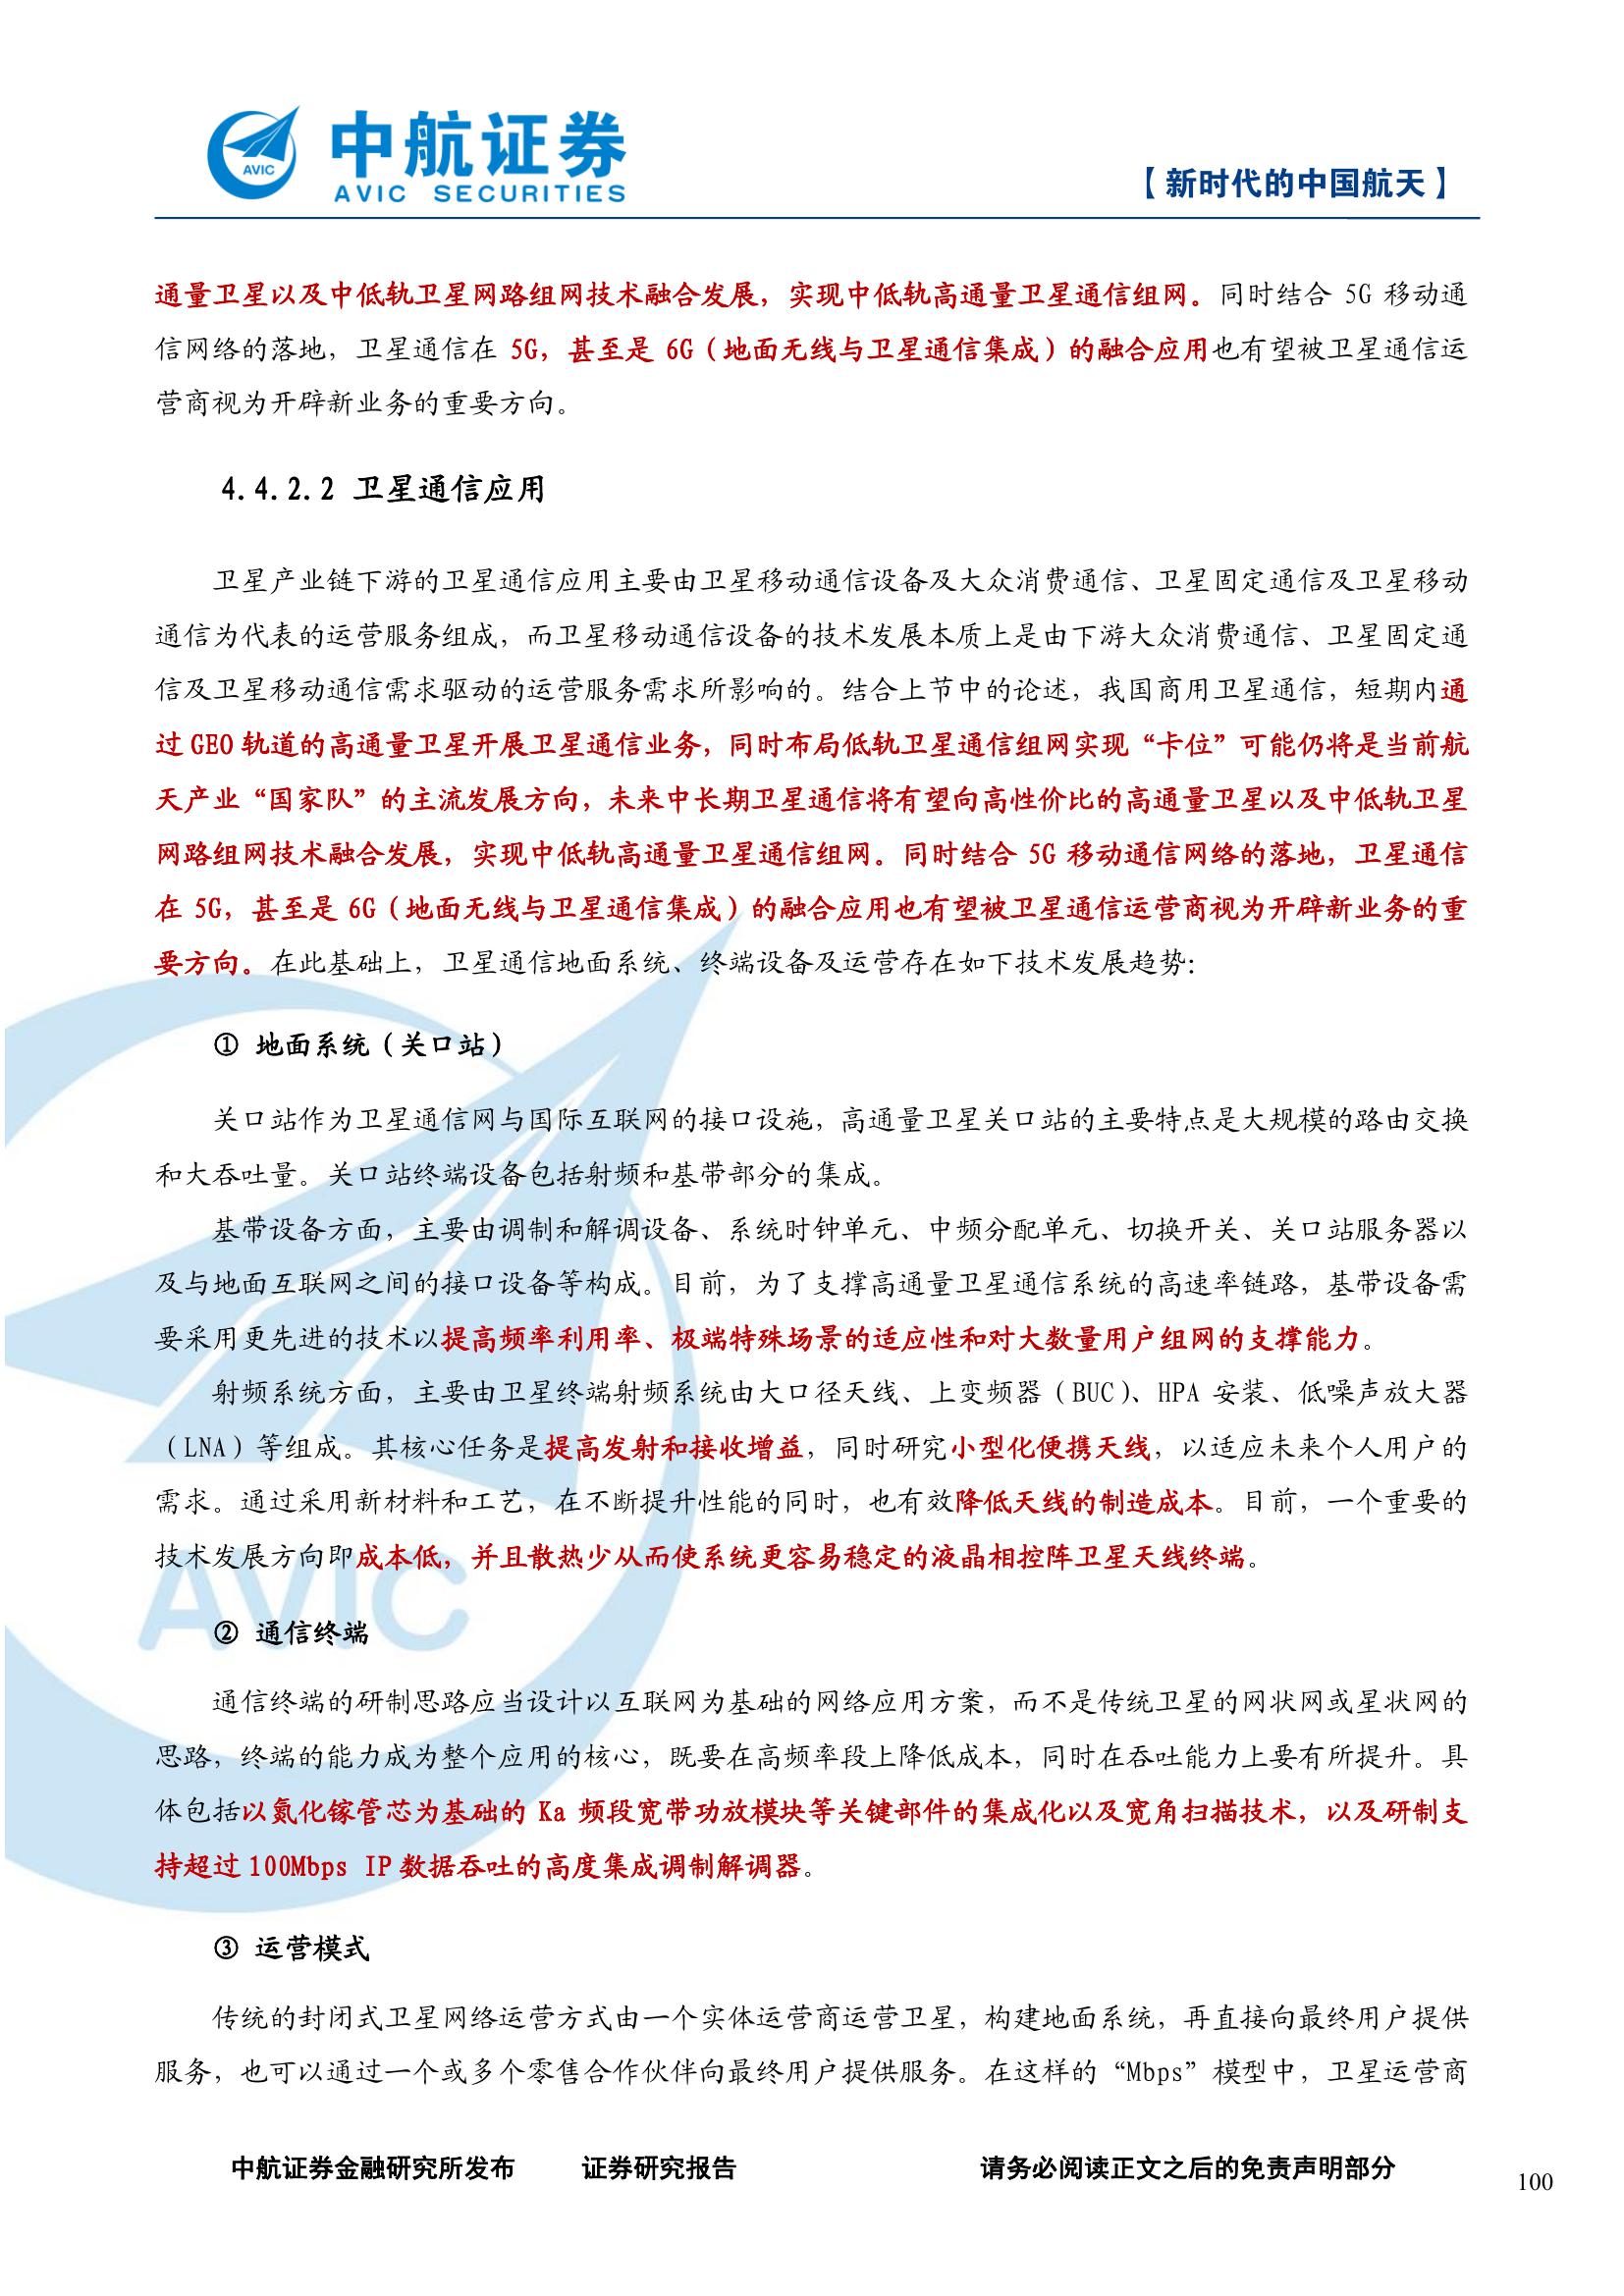 AVIC
中航证券
AVIC SECURITIES
【新时代的中国航天】
通量卫星以及中低轨卫星网路组网技术融合发展，实现中低轨高通量卫星通信组网。同时结合 5G 移动通
信网络的落地，卫星通信在 5G，甚至是 6G（地面无线与卫星通信集成）的融合应用也有望被卫星通信运
营商视为开辟新业务的重要方向。
4.4.2.2 卫星通信应用
卫星产业链下游的卫星通信应用主要由卫星移动通信设备及大众消费通信、卫星固定通信及卫星移动
通信为代表的运营服务组成，而卫星移动通信设备的技术发展本质上是由下游大众消费通信、卫星固定通
信及卫星移动通信需求驱动的运营服务需求所影响的。结合上节中的论述，我国商用卫星通信，短期内通
过 GEO 轨道的高通量卫星开展卫星通信业务，同时布局低轨卫星通信组网实现“卡位”可能仍将是当前航
天产业“国家队”的主流发展方向，未来中长期卫星通信将有望向高性价比的高通量卫星以及中低轨卫星
网路组网技术融合发展，实现中低轨高通量卫星通信组网。同时结合 5G 移动通信网络的落地，卫星通信
在 5G，甚至是 6G（地面无线与卫星通信集成）的融合应用也有望被卫星通信运营商视为开辟新业务的重
要方向。在此基础上，卫星通信地面系统、终端设备及运营存在如下技术发展趋势：
① 地面系统（关口站）
关口站作为卫星通信网与国际互联网的接口设施，高通量卫星关口站的主要特点是大规模的路由交换
和大吞吐量。关口站终端设备包括射频和基带部分的集成。
基带设备方面，主要由调制和解调设备、系统时钟单元、中频分配单元、切换开关、关口站服务器以
及与地面互联网之间的接口设备等构成。目前，为了支撑高通量卫星通信系统的高速率链路，基带设备需
要采用更先进的技术以提高频率利用率、极端特殊场景的适应性和对大数量用户组网的支撑能力。
射频系统方面，主要由卫星终端射频系统由大口径天线、上变频器（BUC）、HPA 安装、低噪声放大器
（LNA）等组成。其核心任务是提高发射和接收增益，同时研究小型化便携天线，以适应未来个人用户的
需求。通过采用新材料和工艺，在不断提升性能的同时，也有效降低天线的制造成本。目前，一个重要的
技术发展方向即成本低，并且散热少从而使系统更容易稳定的液晶相控阵卫星天线终端。
② 通信终端
通信终端的研制思路应当设计以互联网为基础的网络应用方案，而不是传统卫星的网状网或星状网的
思路，终端的能力成为整个应用的核心，既要在高频率段上降低成本，同时在吞吐能力上要有所提升。具
体包括以氮化镓管芯为基础的 Ka 频段宽带功放模块等关键部件的集成化以及宽角扫描技术，以及研制支
持超过 100Mbps IP 数据吞吐的高度集成调制解调器。
③ 运营模式
传统的封闭式卫星网络运营方式由一个实体运营商运营卫星，构建地面系统，再直接向最终用户提供
服务，也可以通过一个或多个零售合作伙伴向最终用户提供服务。在这样的“Mbps”模型中，卫星运营商
中航证券金融研究所发布 证券研究报告 请务必阅读正文之后的免责声明部分
100
AVIC